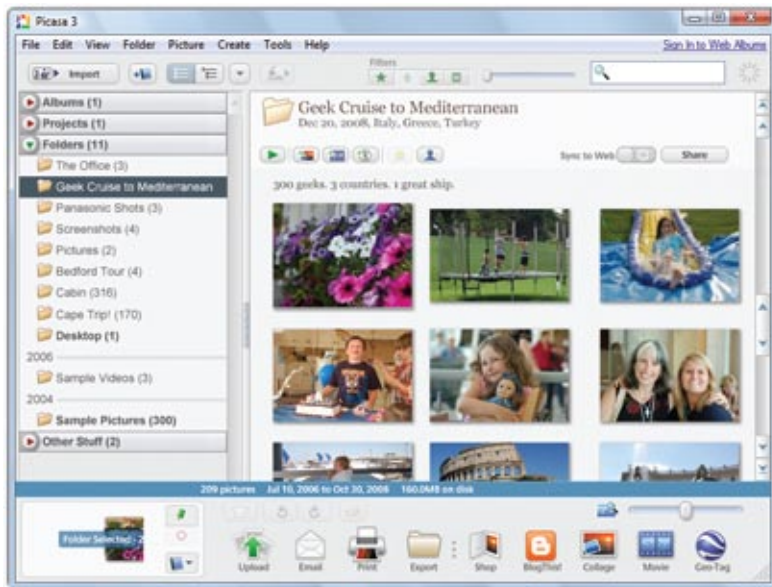 Picasa 3
File Edit View Folder Picture Create Tools Help
Sign In to Web Albums
Import
Filters
Albums (1)
Projects (1)
Folders (11)
The Office (3)
Geek Cruise to Mediterranean
Panasonic Shots (3)
Screenshots (4)
Pictures (2)
Bedford Tour (4)
Cabin (316)
Cape Trip! (170)
Desktop (1)
2006
Sample Videos (3)
2004
Sample Pictures (300)
Other Stuff (2)
Geek Cruise to Mediterranean
Dec 20, 2008, Italy, Greece, Turkey
Sync to Web
Share
300 geeks. 3 countries. 1 great ship.
209 pictures Jul 10, 2006 to Oct 30, 2008 160.0MB on disk
Folder Selected - 2
Upload Email Print Export Shop BlogThis! Collage Movie Geo-Tag